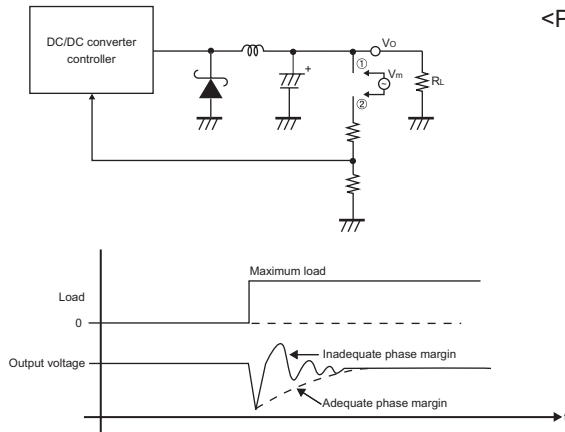 <P
DC/DC converter
controller
VO
①
Vm
~
②
RL
+
Maximum load
Load
0
Inadequate phase margin
Output voltage
Adequate phase margin
t